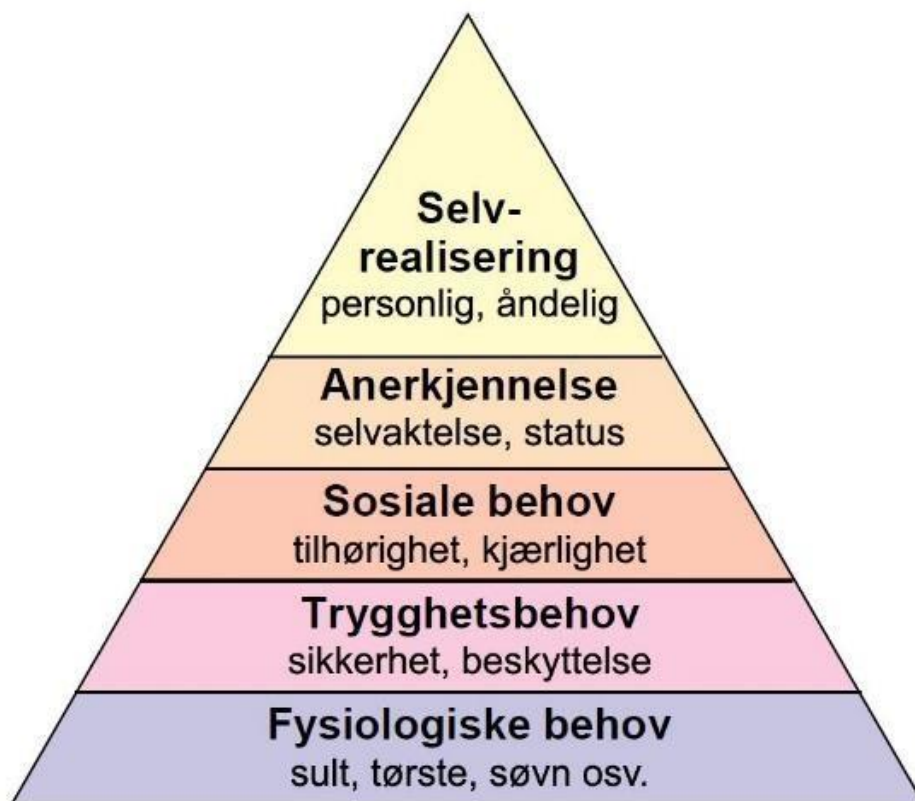 Selv-
realisering
personlig, åndelig
Anerkjennelse
selvaktelse, status
Sosiale behov
tilhørighet, kjærlighet
Trygghetsbehov
sikkerhet, beskyttelse
Fysiologiske behov
sult, tørste, søvn osv.